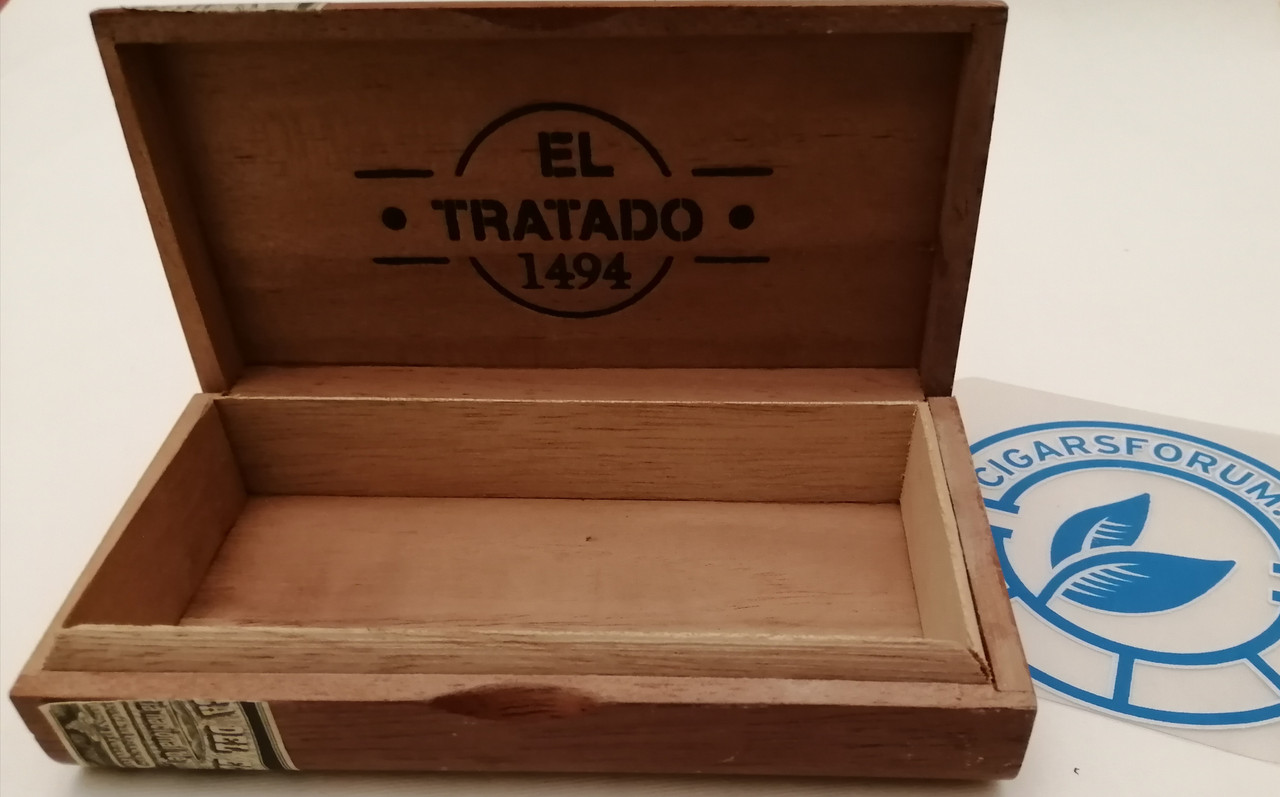 EL
TRATADO
1494
CIGARSFORUM